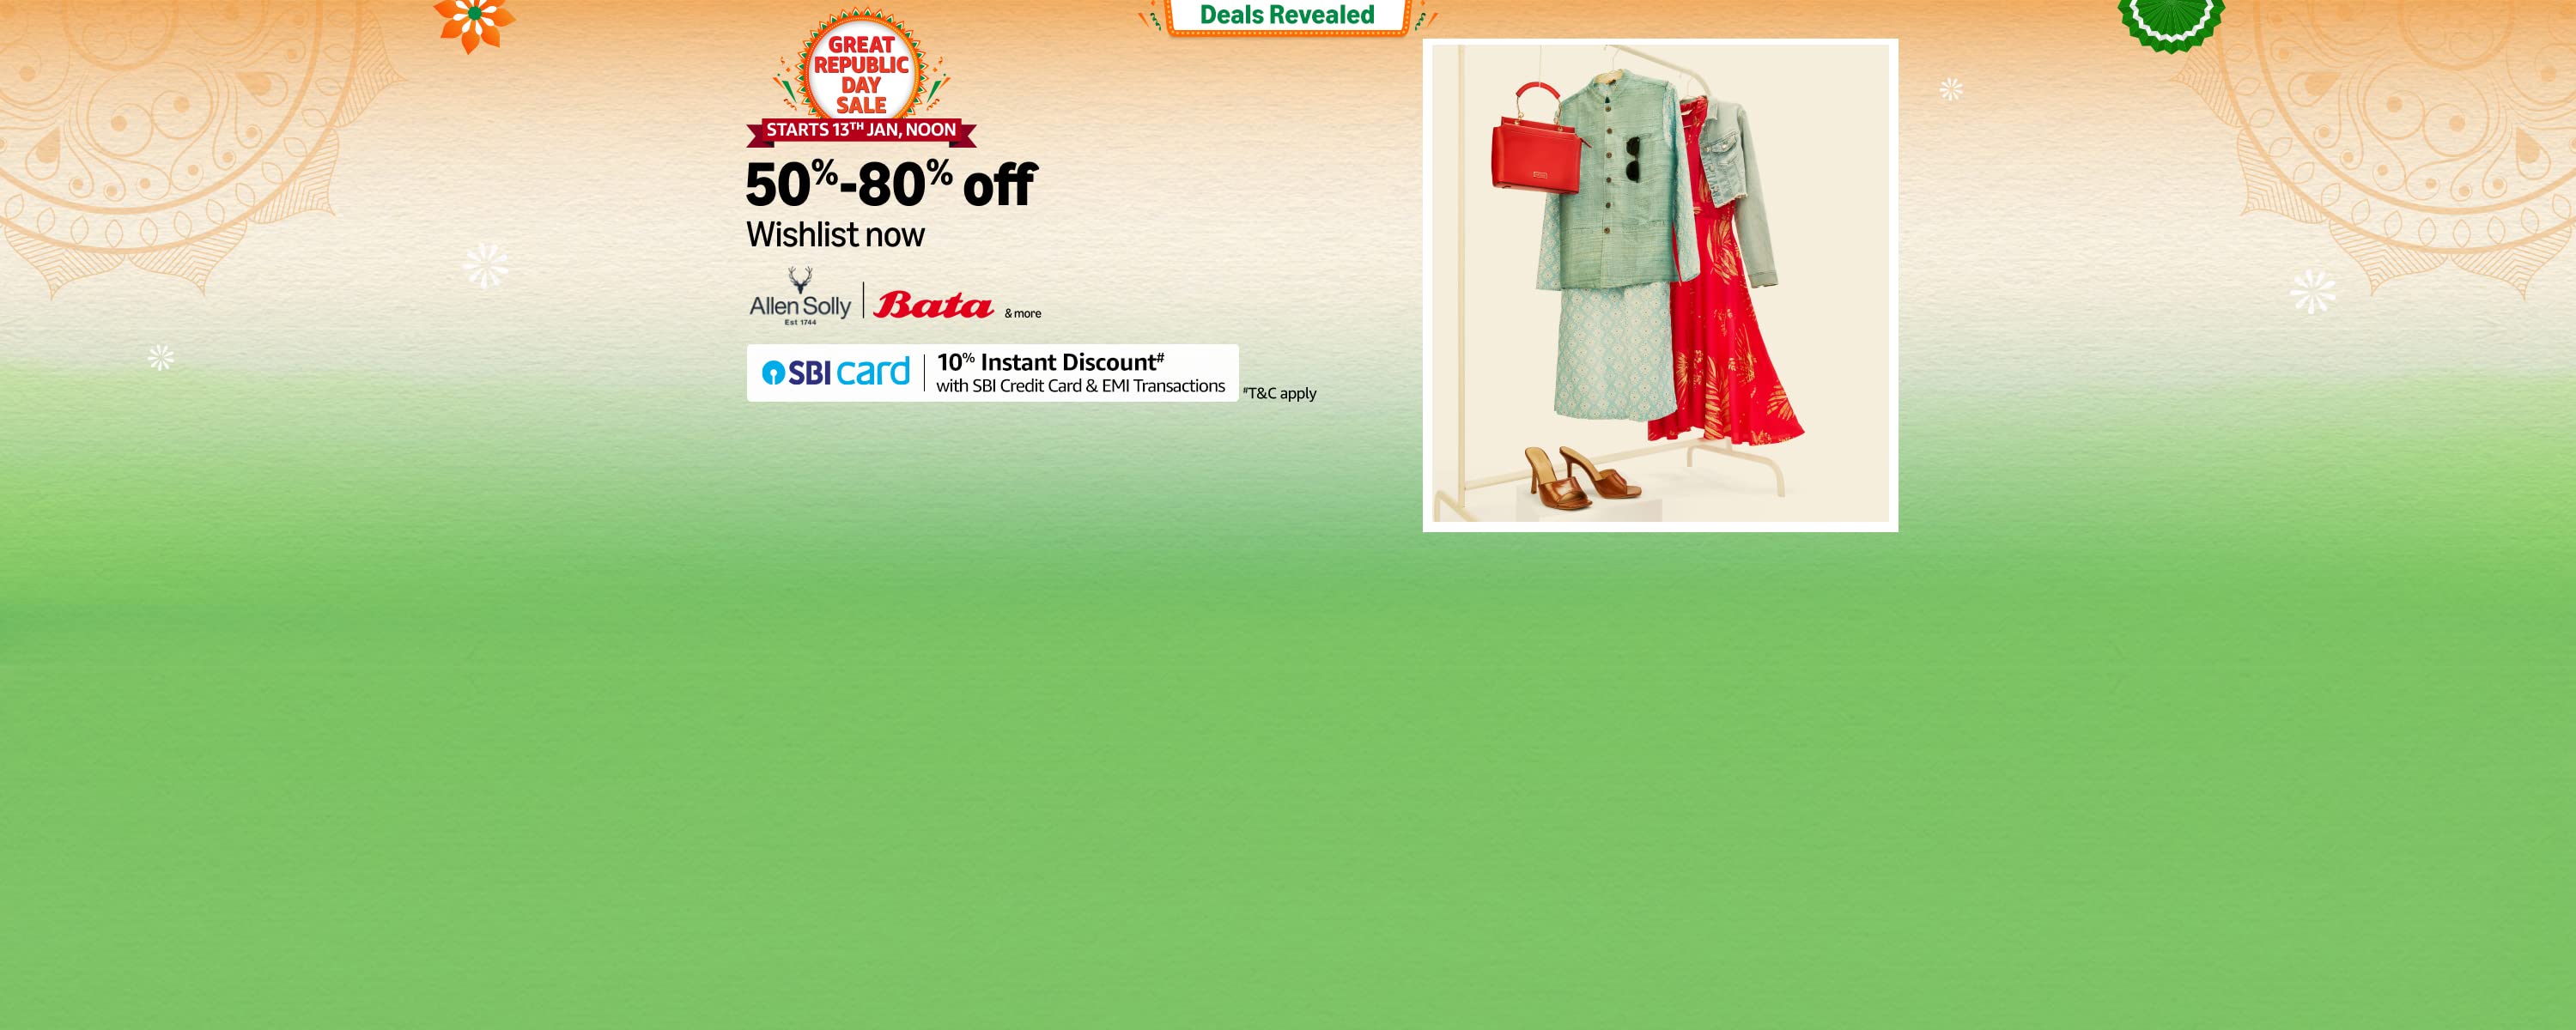 Deals Revealed
GREAT
REPUBLIC
DAY
SALE
STARTS 13TH JAN, NOON
50%-80% off
Wishlist now
Allen Solly
Est 1744
Bata
& more
SBI card
10% Instant Discount#
with SBI Credit Card & EMI Transactions
#T&C apply